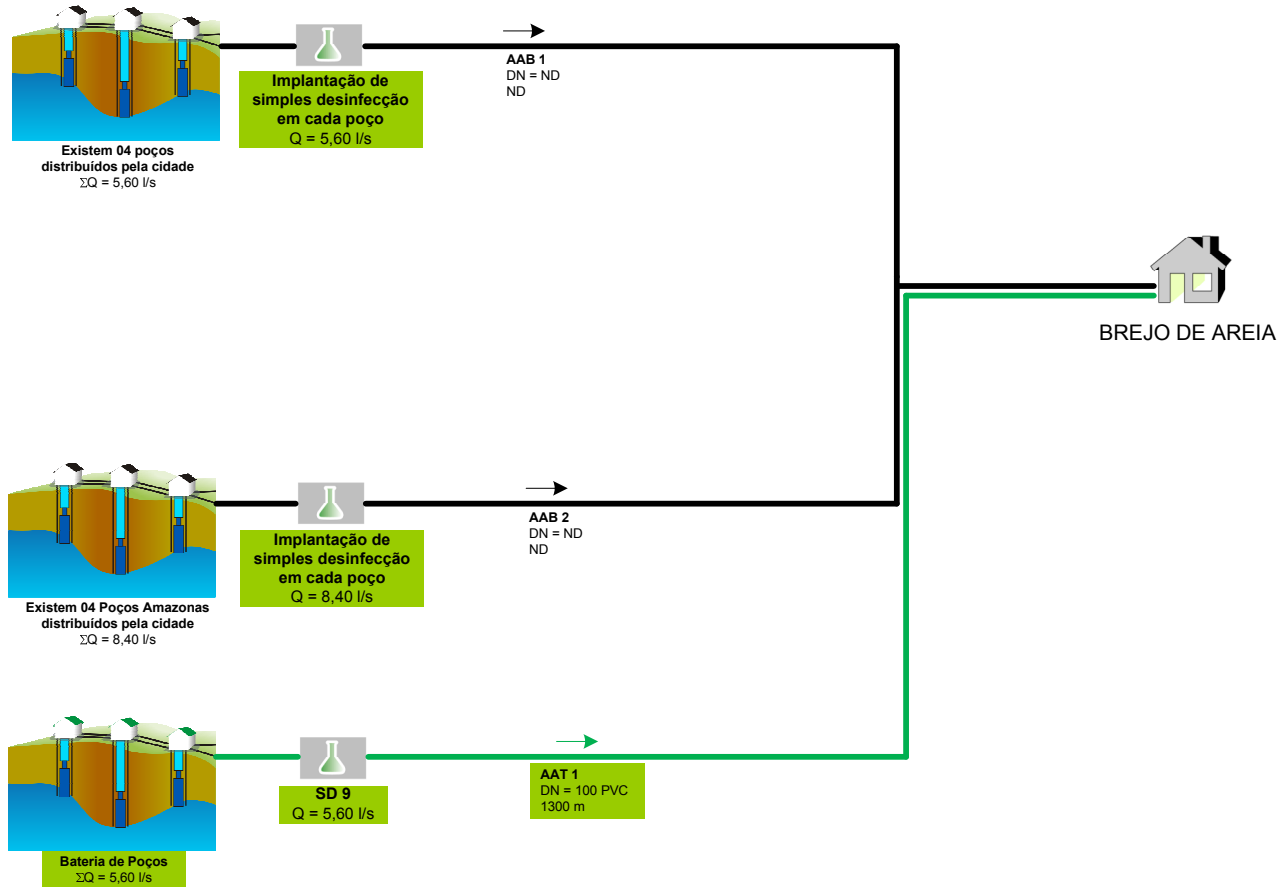 AAB 1
DN = ND
ND
Implantação de
simples desinfecção
em cada poço
Q = 5,60 l/s
Existem 04 poços
distribuídos pela cidade
ΣQ = 5,60 l/s
BREJO DE AREIA
AAB 2
DN = ND
ND
Implantação de
simples desinfecção
em cada poço
Q = 8,40 l/s
Existem 04 Poços Amazonas
distribuídos pela cidade
ΣQ = 8,40 l/s
AAT 1
DN = 100 PVC
1300 m
SD 9
Q = 5,60 l/s
Bateria de Poços
ΣQ = 5,60 l/s